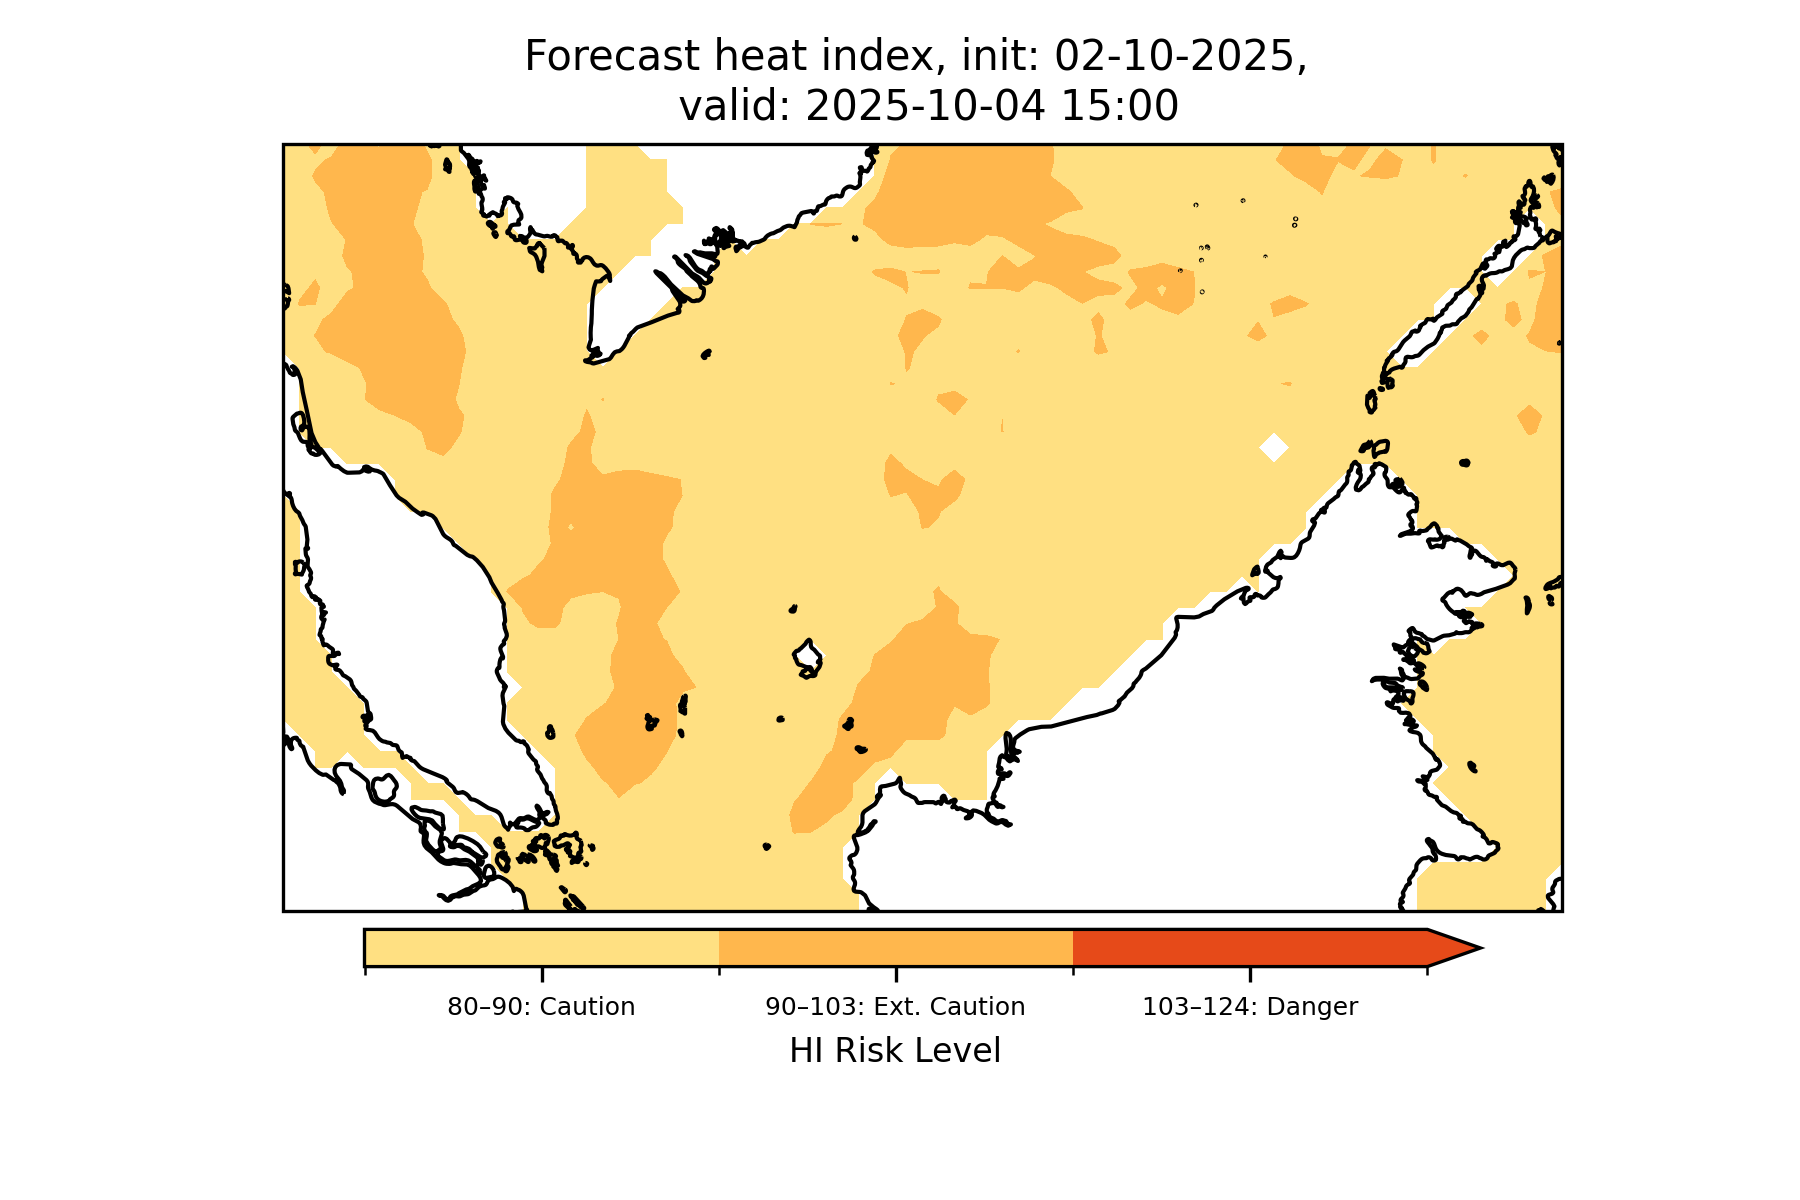 Forecast heat index, init: 02-10-2025,
valid: 2025-10-04 15:00
80–90: Caution
90–103: Ext. Caution
103–124: Danger
HI Risk Level